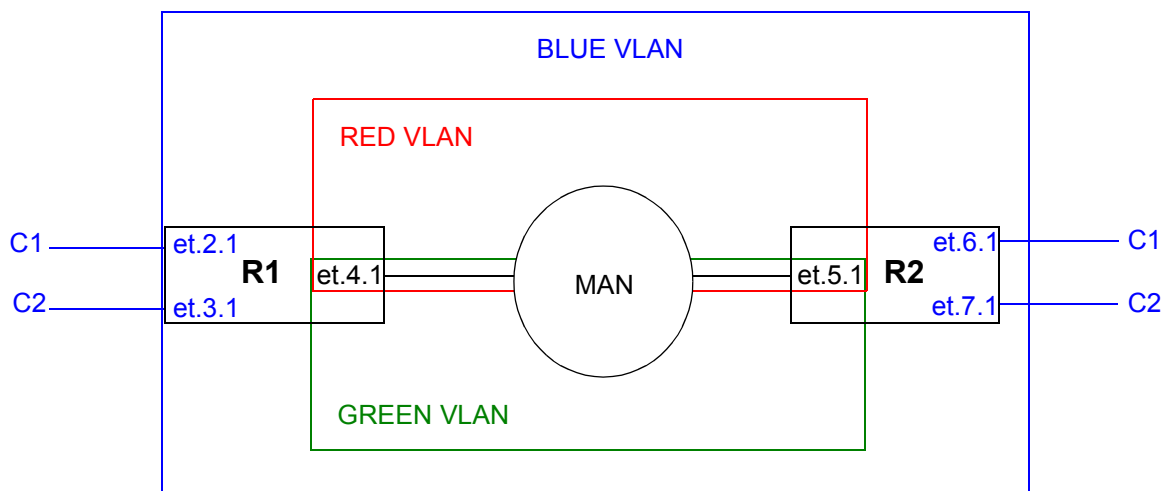 BLUE VLAN
RED VLAN
C1
et.2.1
R1
et.4.1
MAN
et.5.1
R2
et.6.1
C1
C2
et.3.1
et.7.1
C2
GREEN VLAN